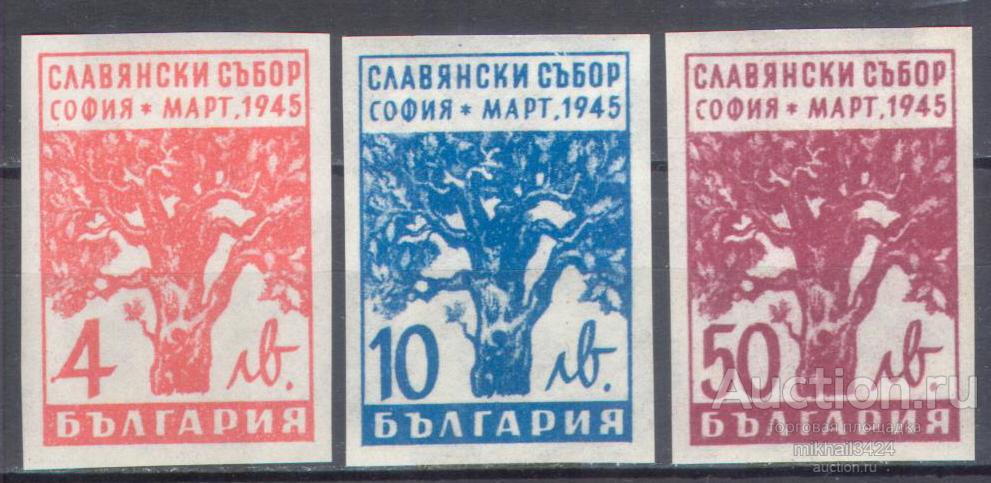 СЛАВЯНСКИ СЪБОР
СОФИЯ * МАРТ, 1945
4 лв.
БЪЛГАРИЯ
СЛАВЯНСКИ СЪБОР
СОФИЯ * МАРТ, 1945
10 лв.
БЪЛГАРИЯ
СЛАВЯНСКИ СЪБОР
СОФИЯ * МАРТ, 1945
50 лв.
БЪЛГАРИЯ
Auction.ru
торговая площадка
mikhail3424
auction.ru